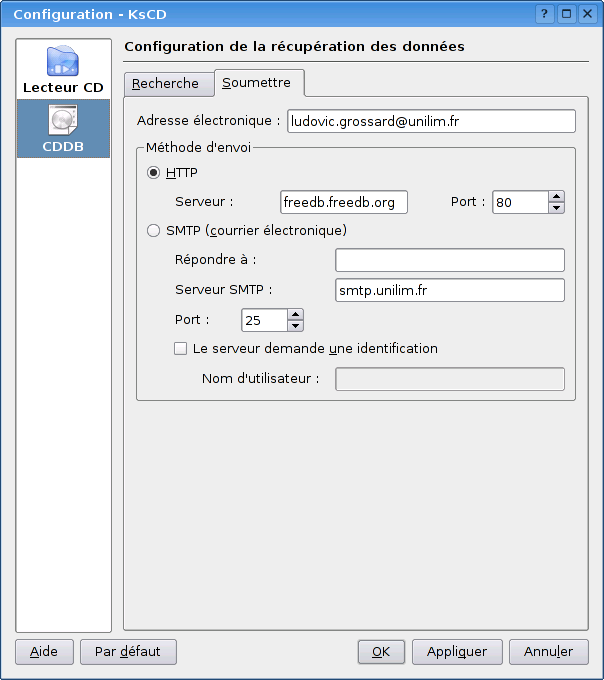 Configuration - KsCD
Lecteur CD
CDDB
Configuration de la récupération des données
Recherche Soumettre
Adresse électronique : ludovic.grossard@unilim.fr
Méthode d'envoi
HTTP
Serveur : freedb.freedb.org Port : 80
SMTP (courrier électronique)
Répondre à :
Serveur SMTP : smtp.unilim.fr
Port : 25
Le serveur demande une identification
Nom d'utilisateur :
Aide Par défaut OK Appliquer Annuler